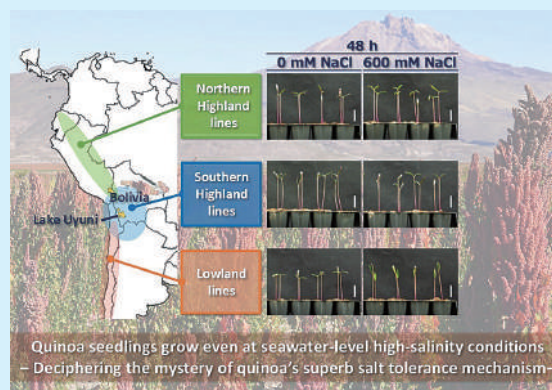 48 h
0 mM NaCl 600 mM NaCl
Northern
Highland
lines
Bolivia
Lake Uyuni
Southern
Highland
lines
Lowland
lines
Quinoa seedlings grow even at seawater-level high-salinity conditions
– Deciphering the mystery of quinoa's superb salt tolerance mechanism–